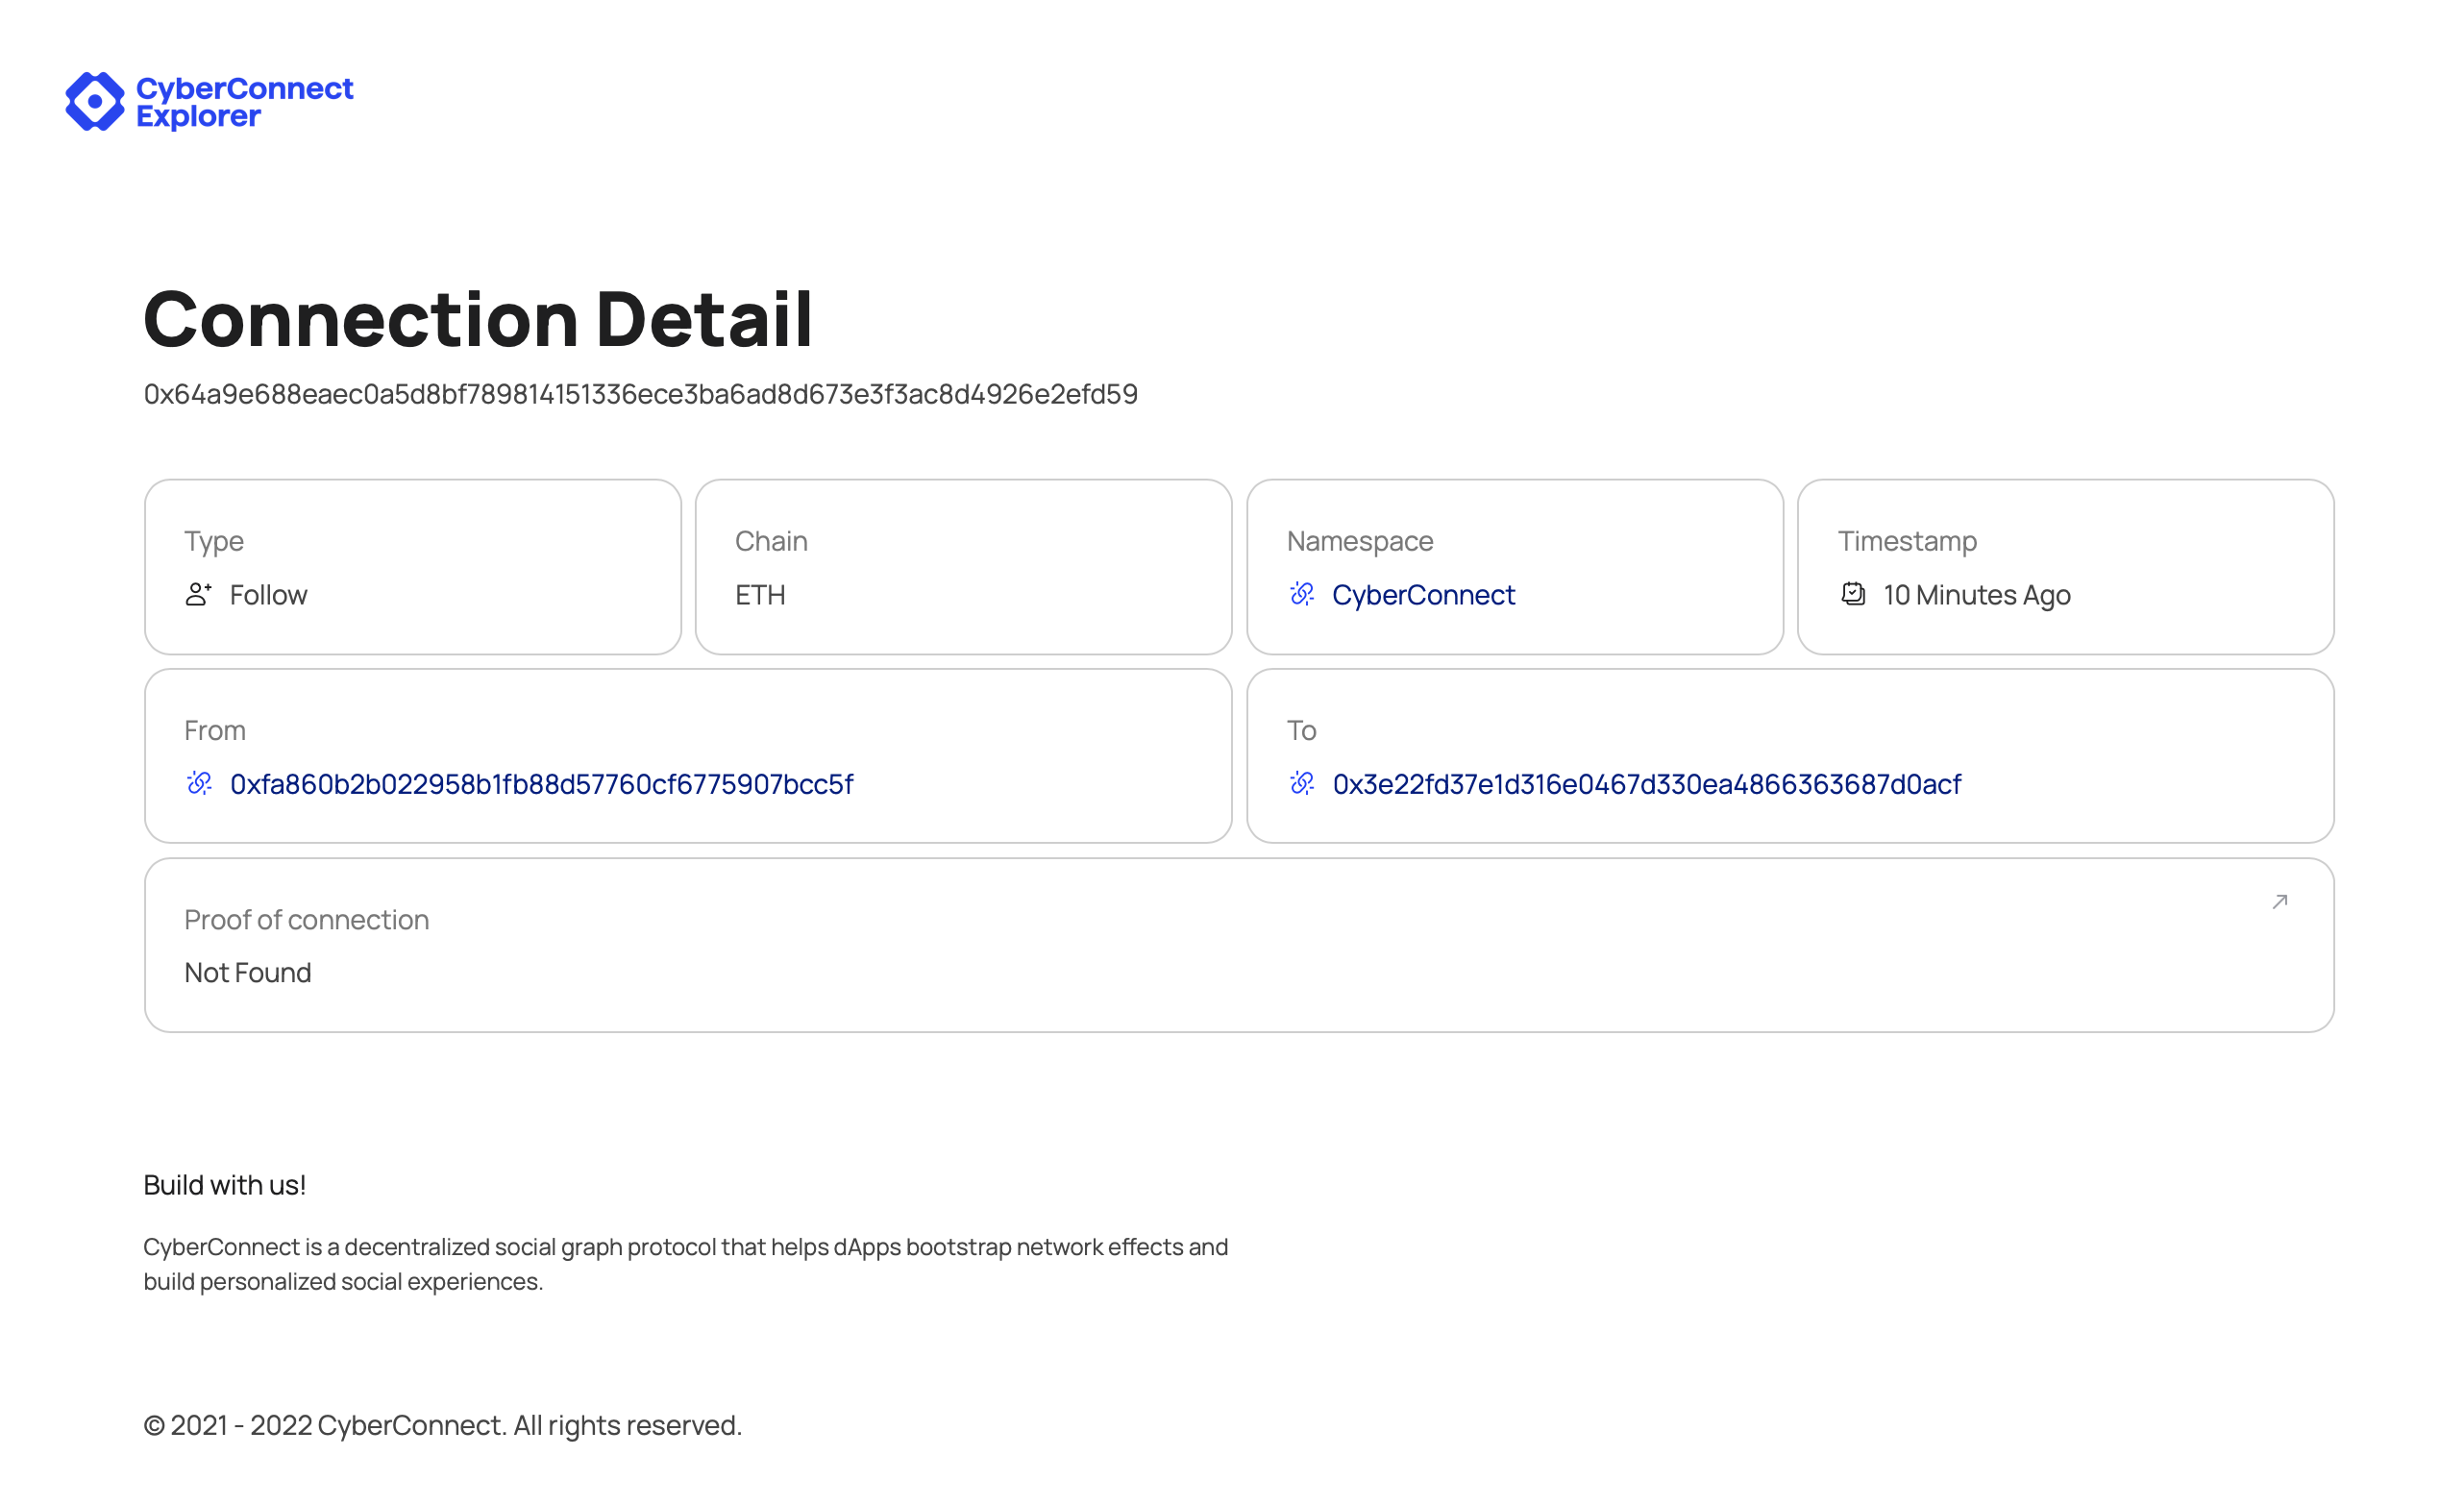 CyberConnect
Explorer
Connection Detail
0x64a9e688eaec0a5d8bf789814151336ece3ba6ad8d673e3f3ac8d4926e2efd59
Type
Follow
Chain
ETH
Namespace
CyberConnect
Timestamp
10 Minutes Ago
From
0xfa860b2b022958b1fb88d57760cf6775907bcc5f
To
0x3e22fd37e1d316e0467d330ea4866363687d0acf
Proof of connection
Not Found
Build with us!
CyberConnect is a decentralized social graph protocol that helps dApps bootstrap network effects and
build personalized social experiences.
© 2021 - 2022 CyberConnect. All rights reserved.